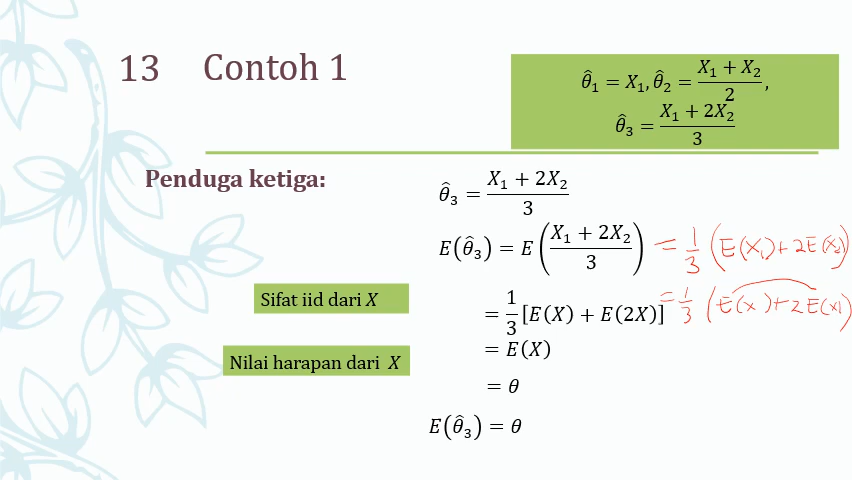 13 Contoh 1
θ̂₁ = X₁, θ̂₂ = (X₁ + X₂)/2,
θ̂₃ = (X₁ + 2X₂)/3
Penduga ketiga:
θ̂₃ = (X₁ + 2X₂)/3
E(θ̂₃) = E((X₁ + 2X₂)/3) = 1/3 (E(X₁) + 2E(X₂))
Sifat iid dari X
= 1/3 [E(X) + E(2X)] = 1/3 (E(X) + 2E(X))
Nilai harapan dari X
= E(X)
= θ
E(θ̂₃) = θ